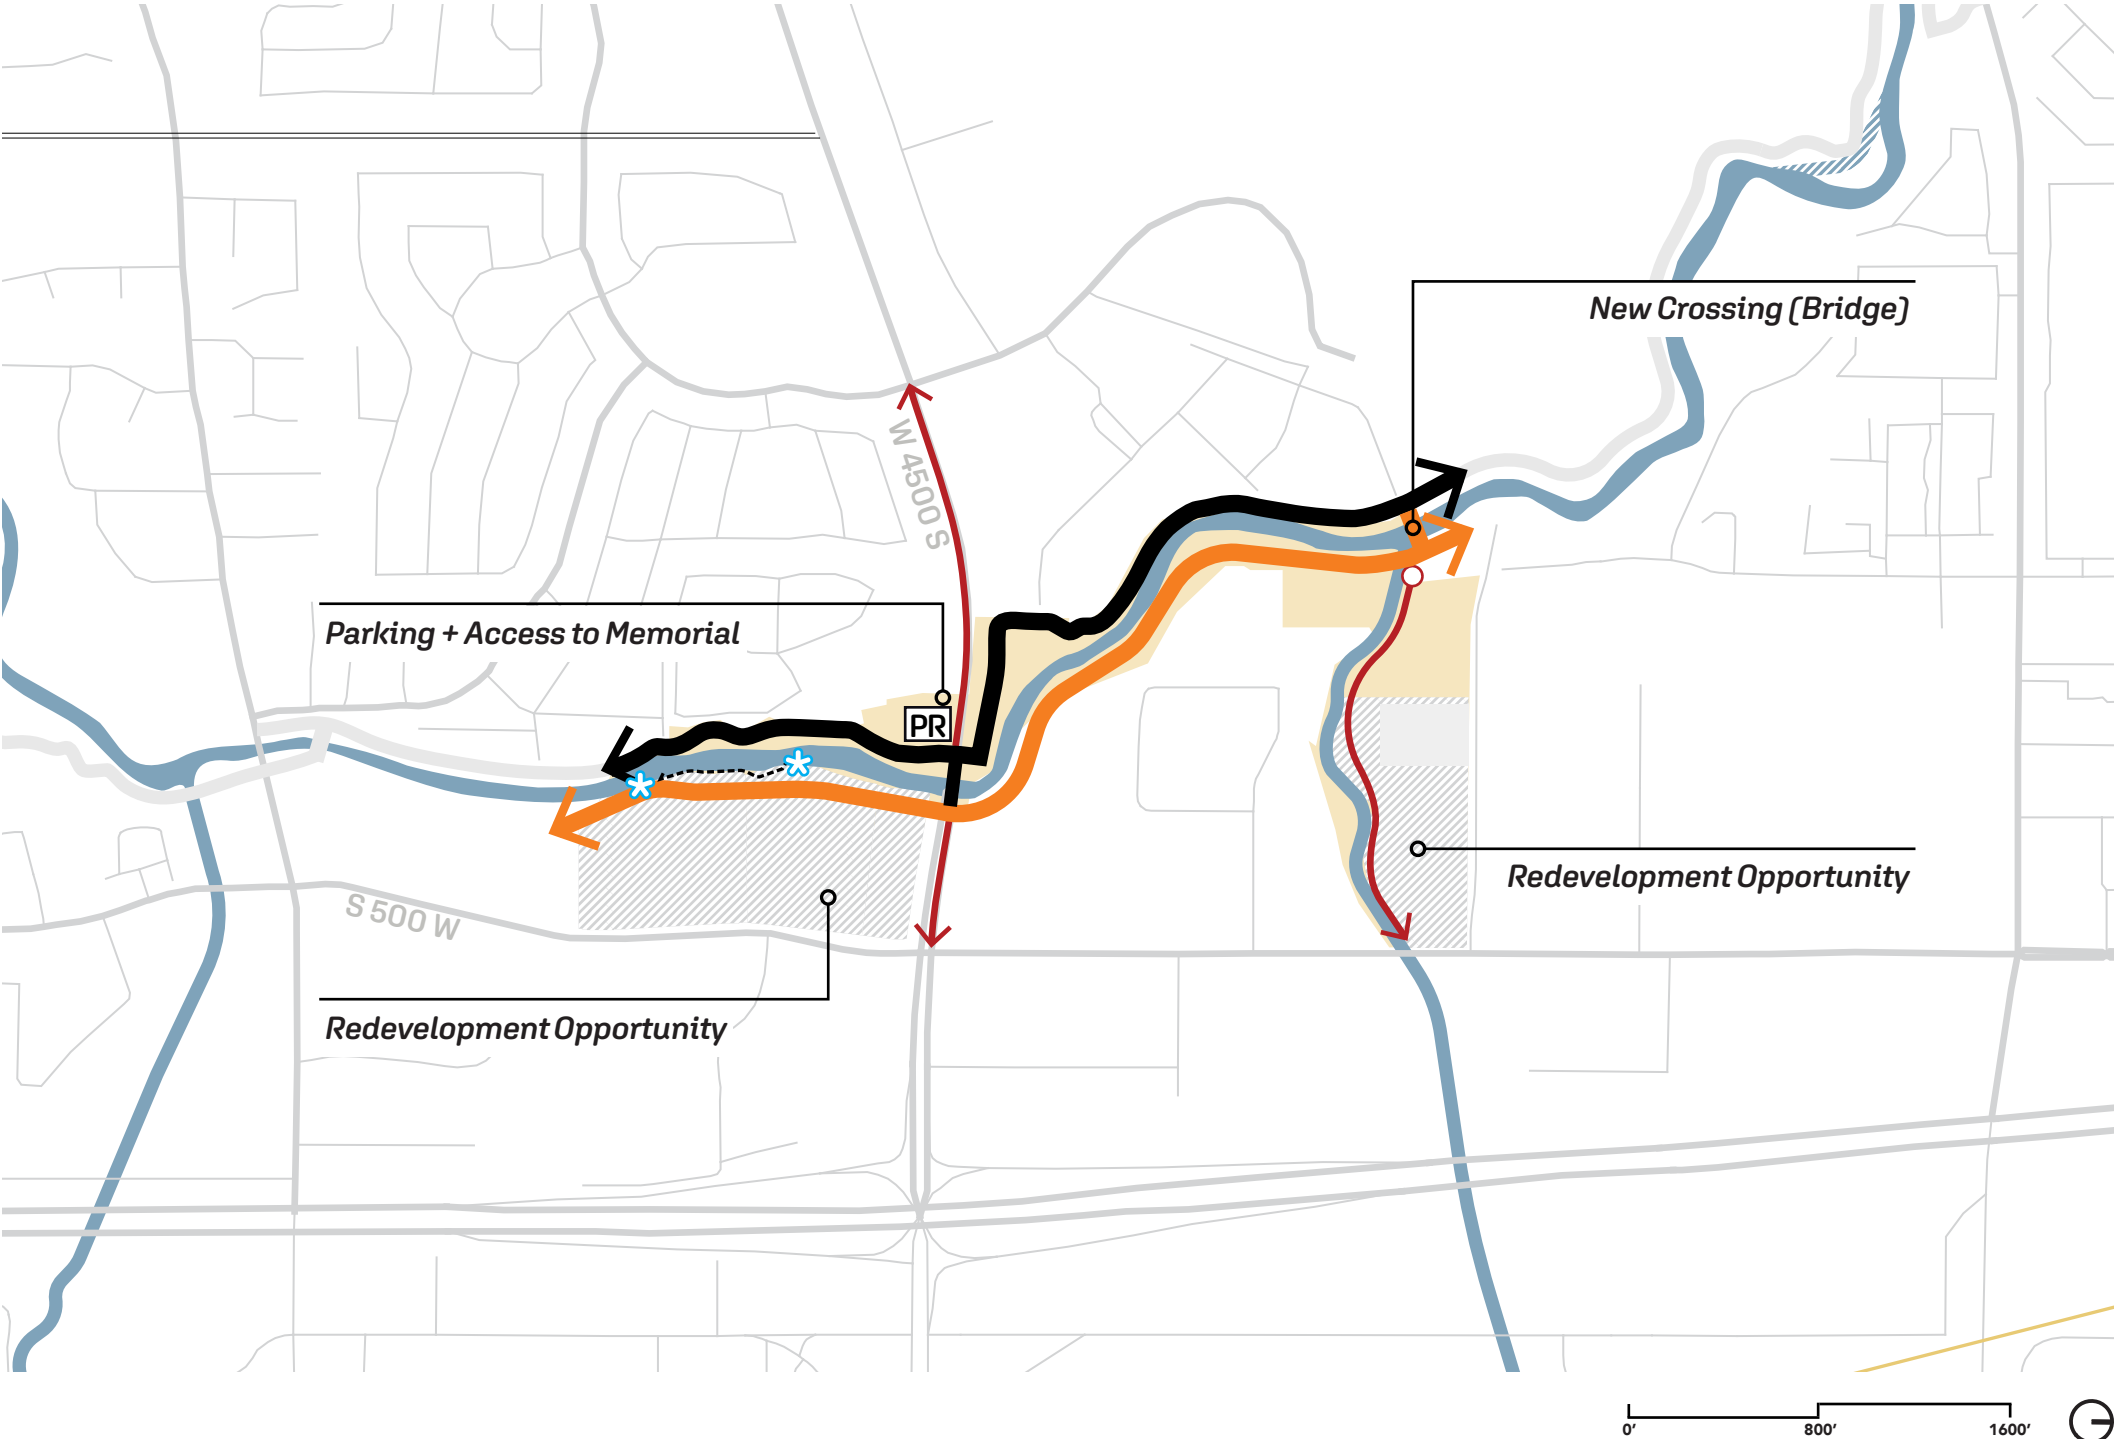 New Crossing (Bridge)
W 4500 S
Parking + Access to Memorial
PR
Redevelopment Opportunity
S 500 W
Redevelopment Opportunity
0' 800' 1600'